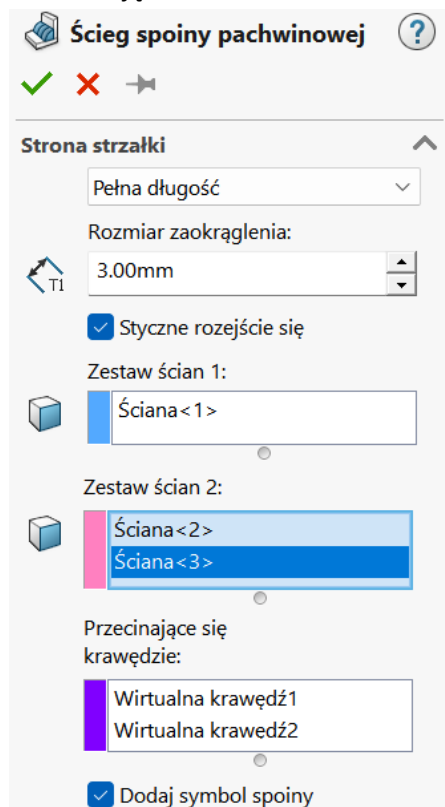 Ścieg spoiny pachwinowej
?
Strona strzałki
Pełna długość
Rozmiar zaokrąglenia:
T1
3.00mm
Styczne rozejście się
Zestaw ścian 1:
Ściana<1>
Zestaw ścian 2:
Ściana<2>
Ściana<3>
Przecinające się
krawędzie:
Wirtualna krawędź1
Wirtualna krawędź2
Dodaj symbol spoiny